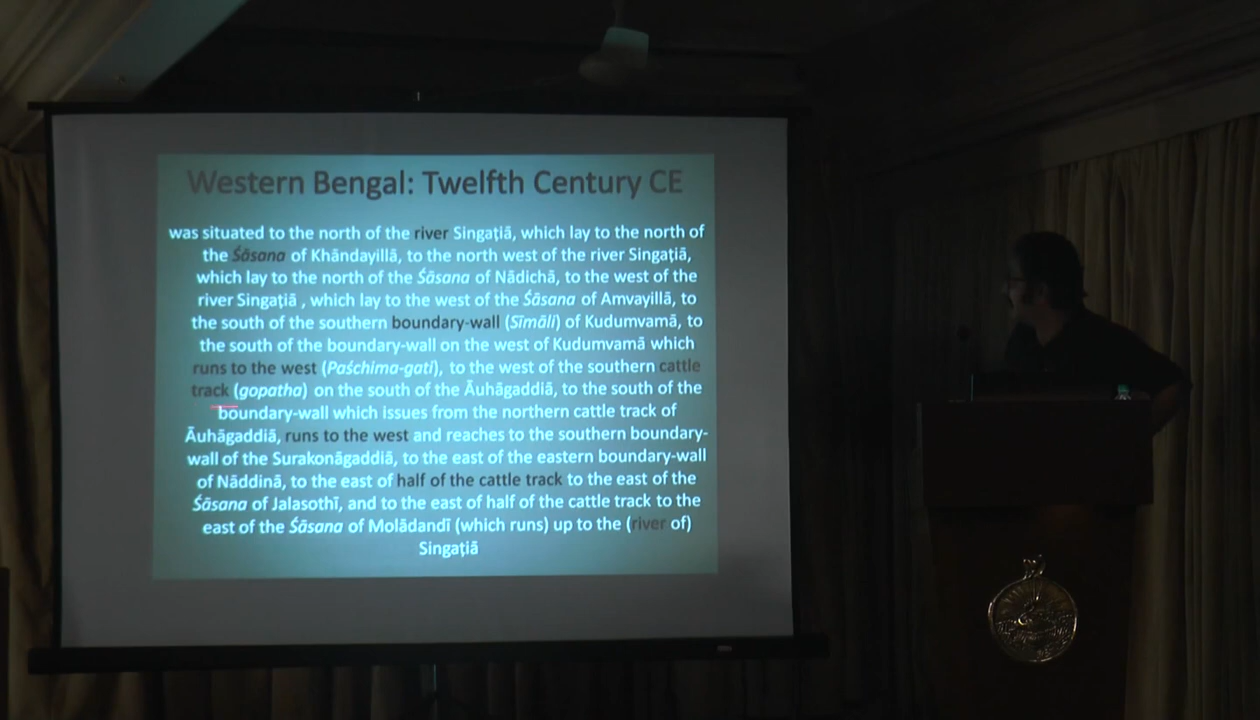 Western Bengal: Twelfth Century CE
was situated to the north of the river Singaṭiā, which lay to the north of
the Śāsana of Khāndayillā, to the north west of the river Singaṭiā,
which lay to the north of the Śāsana of Nādichā, to the west of the
river Singaṭiā , which lay to the west of the Śāsana of Amvayillā, to
the south of the southern boundary-wall (Sīmāli) of Kudumvamā, to
the south of the boundary-wall on the west of Kudumvamā which
runs to the west (Paśchima-gati), to the west of the southern cattle
track (gopatha) on the south of the Āuhāgaddiā, to the south of the
boundary-wall which issues from the northern cattle track of
Āuhāgaddiā, runs to the west and reaches to the southern boundary-
wall of the Surakonāgaddiā, to the east of the eastern boundary-wall
of Nāddinā, to the east of half of the cattle track to the east of the
Śāsana of Jalasothī, and to the east of half of the cattle track to the
east of the Śāsana of Molādandī (which runs) up to the (river of)
Singaṭiā